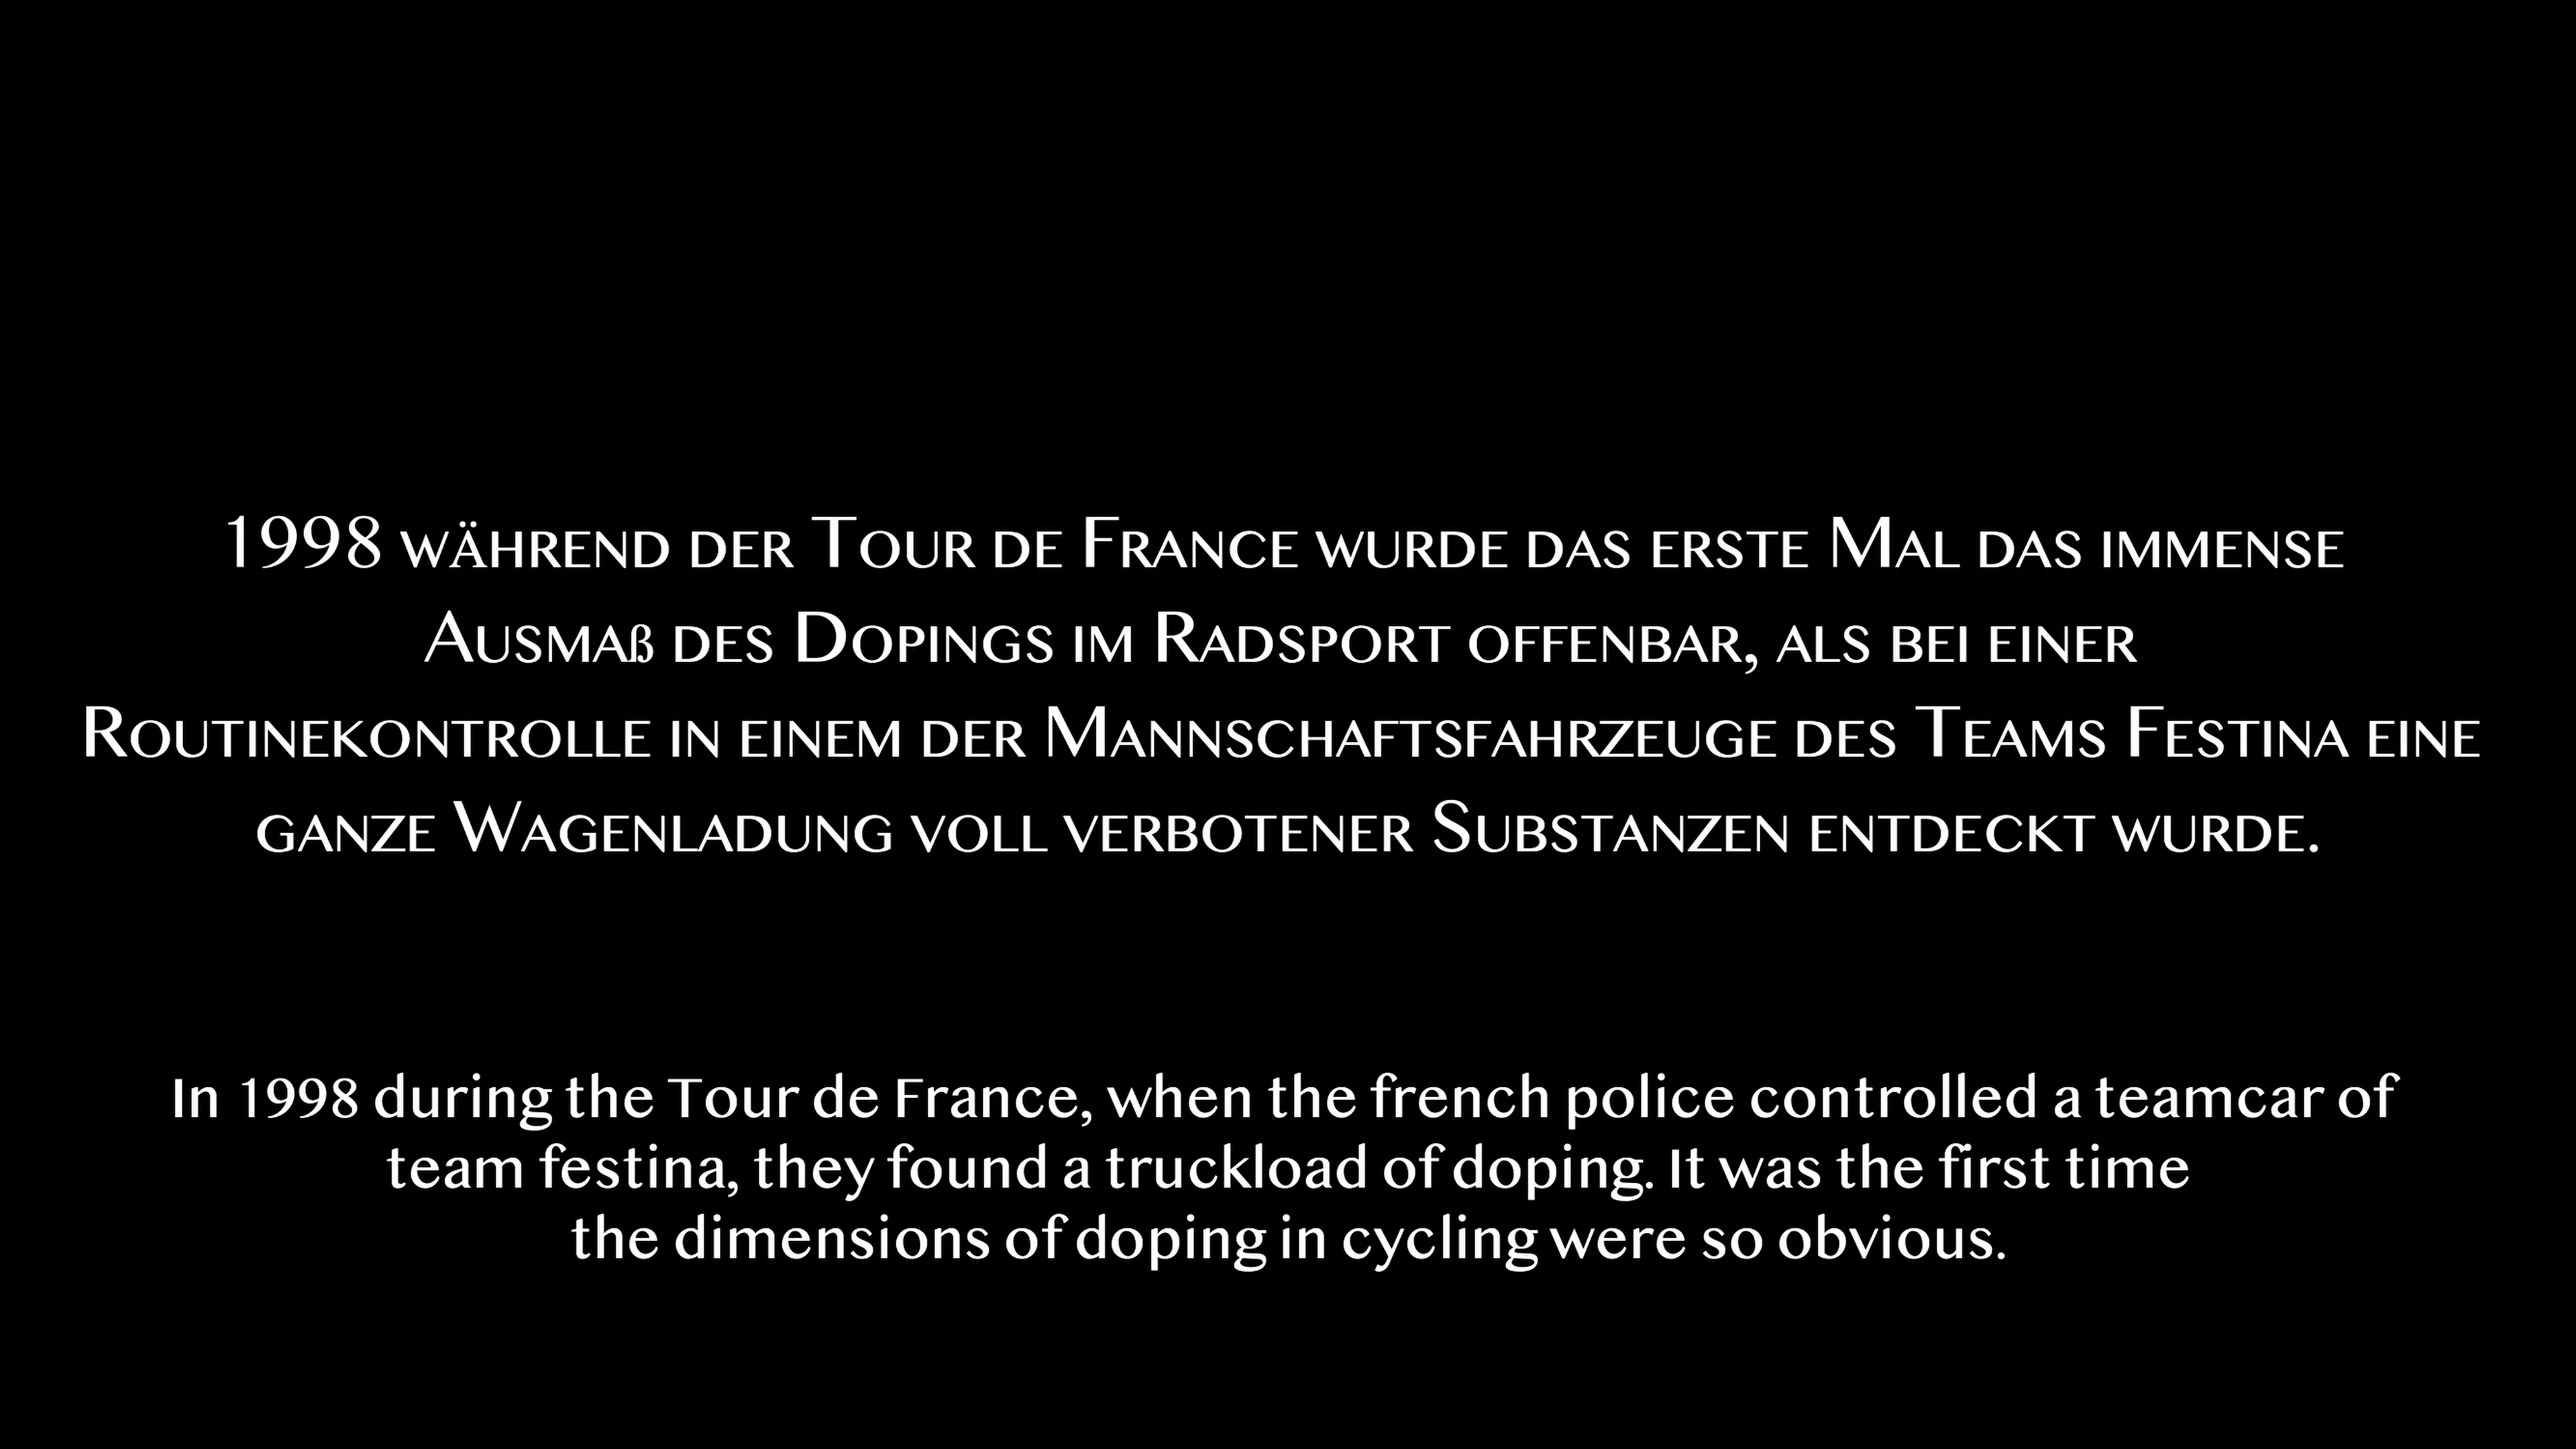 1998 während der Tour de France wurde das erste Mal das immense
Ausmaß des Dopings im Radsport offenbar, als bei einer
Routinekontrolle in einem der Mannschaftsfahrzeuge des Teams Festina eine
ganze Wagenladung voll verbotener Substanzen entdeckt wurde.
In 1998 during the Tour de France, when the french police controlled a teamcar of
team festina, they found a truckload of doping. It was the first time
the dimensions of doping in cycling were so obvious.